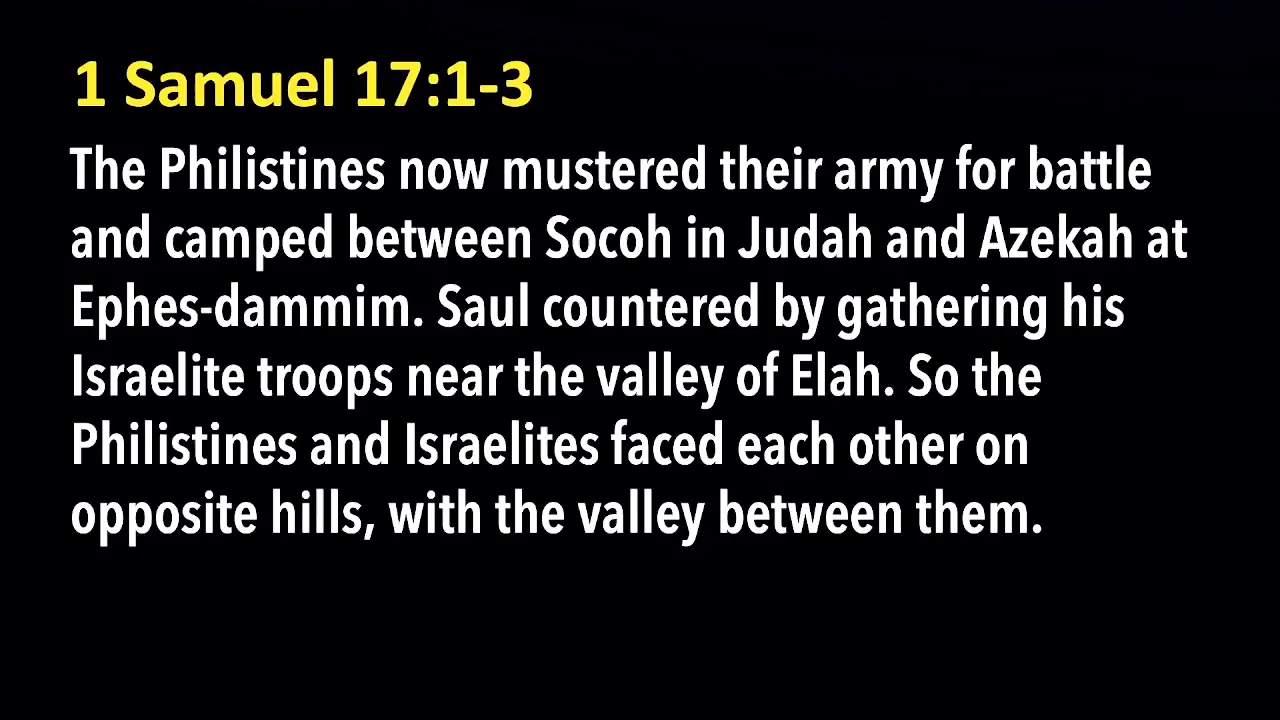 1 Samuel 17:1-3
The Philistines now mustered their army for battle
and camped between Socoh in Judah and Azekah at
Ephes-dammim. Saul countered by gathering his
Israelite troops near the valley of Elah. So the
Philistines and Israelites faced each other on
opposite hills, with the valley between them.